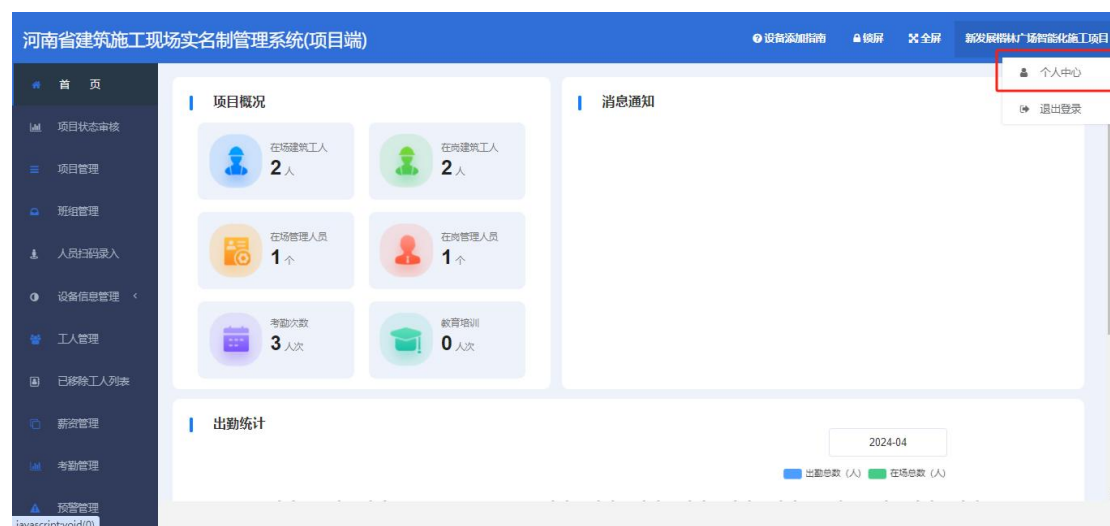 河南省建筑施工现场实名制管理系统(项目端)
设备添加指南 锁屏 全屏 新发展楷林广场智能化施工项目
个人中心
退出登录
首 页
项目状态审核
项目管理
班组管理
人员扫码录入
设备信息管理
工人管理
已移除工人列表
薪资管理
考勤管理
预警管理
javascript:void(0)
项目概况
在场建筑工人
2 人
在岗建筑工人
2 人
在场管理人员
1 个
在岗管理人员
1 个
考勤次数
3 人次
教育培训
0 人次
消息通知
出勤统计
2024-04
出勤总数（人） 在场总数（人）